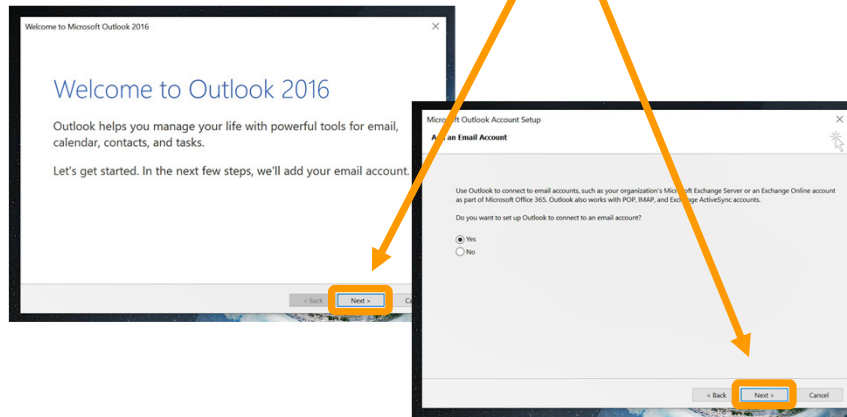 Welcome to Microsoft Outlook 2016
Welcome to Outlook 2016
Outlook helps you manage your life with powerful tools for email,
calendar, contacts, and tasks.
Let's get started. In the next few steps, we'll add your email account.
< Back Next >
Microsoft Outlook Account Setup
an Email Account
Use Outlook to connect to email accounts, such as your organization's Microsoft Exchange Server or an Exchange Online account
as part of Microsoft Office 365. Outlook also works with POP, IMAP, and Exchange ActiveSync accounts.
Do you want to set up Outlook to connect to an email account?
Yes
No
< Back Next > Cancel